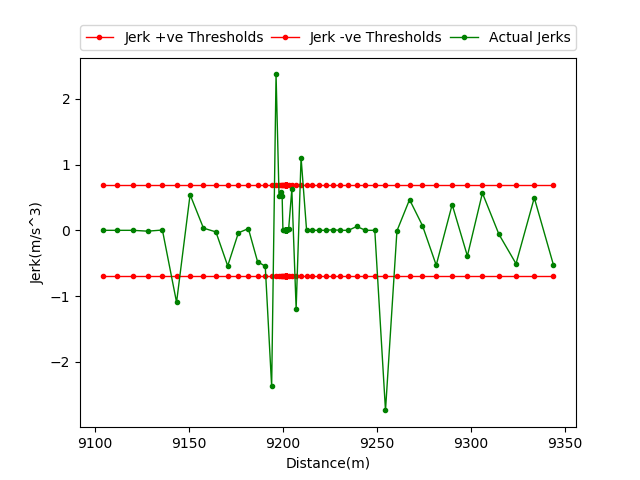 Jerk +ve Thresholds Jerk -ve Thresholds Actual Jerks
2
1
0
−1
−2
Jerk(m/s^3)
9100 9150 9200 9250 9300 9350
Distance(m)